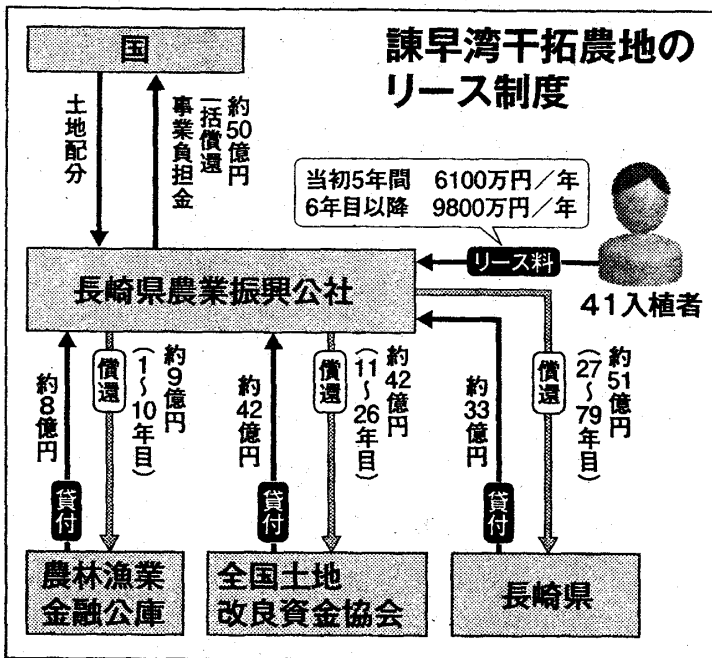 諫早湾干拓農地の
リース制度
国
土地配分
約50億円
一括償還
事業負担金
当初5年間 6100万円／年
6年目以降 9800万円／年
リース料
41入植者
長崎県農業振興公社
約8億円
貸付
約9億円
(1〜10年目)
償還
約42億円
貸付
約42億円
(11〜26年目)
償還
約33億円
貸付
約51億円
(27〜79年目)
償還
農林漁業
金融公庫
全国土地
改良資金協会
長崎県